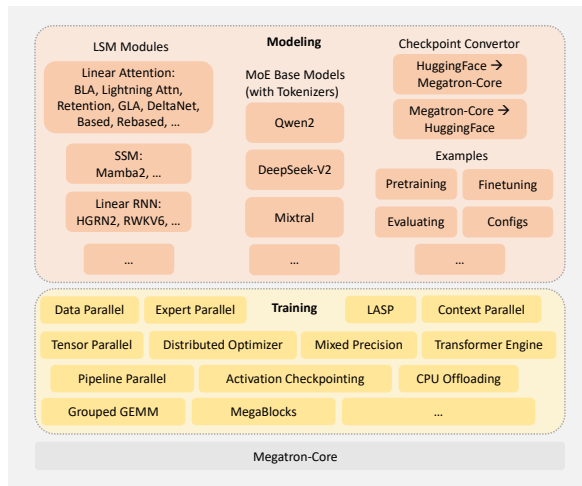 Modeling
LSM Modules
Linear Attention:
BLA, Lightning Attn,
Retention, GLA, DeltaNet,
Based, Rebased, ...
SSM:
Mamba2, ...
Linear RNN:
HGRN2, RWKV6, ...
...
MoE Base Models
(with Tokenizers)
Qwen2
DeepSeek-V2
Mixtral
...
Checkpoint Convertor
HuggingFace →
Megatron-Core
Megatron-Core →
HuggingFace
Examples
Pretraining
Finetuning
Evaluating
Configs
...
Data Parallel
Expert Parallel
Training
LASP
Context Parallel
Tensor Parallel
Distributed Optimizer
Mixed Precision
Transformer Engine
Pipeline Parallel
Activation Checkpointing
CPU Offloading
Grouped GEMM
MegaBlocks
...
Megatron-Core